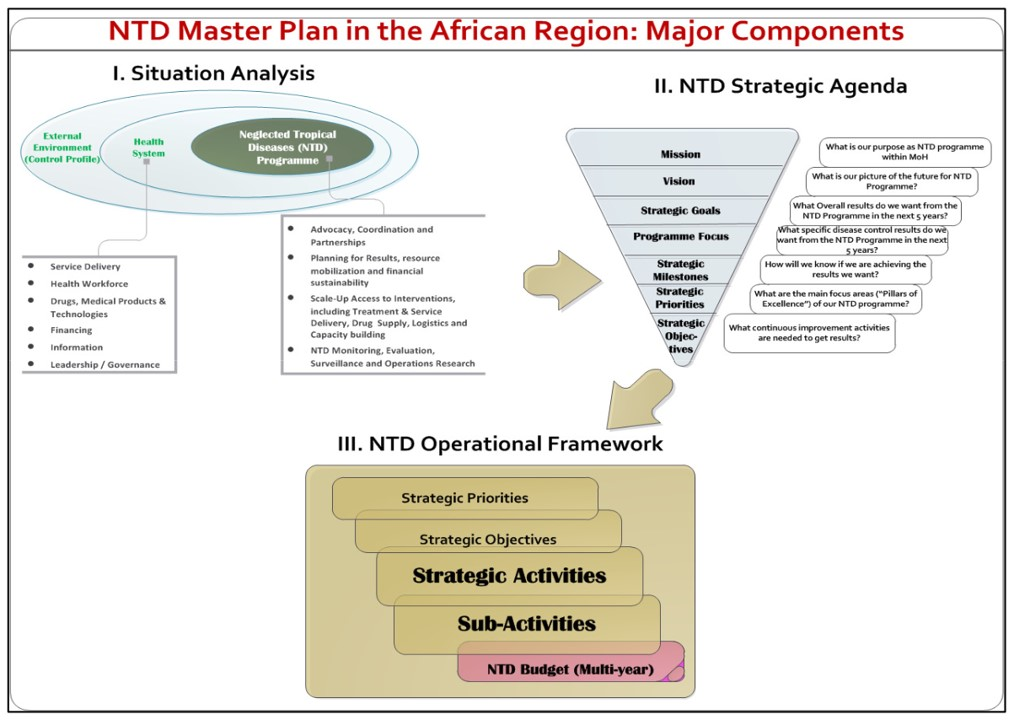 NTD Master Plan in the African Region: Major Components
I. Situation Analysis
External
Environment
(Control Profile)
Health
System
Neglected Tropical
Diseases (NTD)
Programme
Service Delivery
Health Workforce
Drugs, Medical Products &
Technologies
Financing
Information
Leadership / Governance
Advocacy, Coordination and
Partnerships
Planning for Results, resource
mobilization and financial
sustainability
Scale-Up Access to Interventions,
including Treatment & Service
Delivery, Drug Supply, Logistics and
Capacity building
NTD Monitoring, Evaluation,
Surveillance and Operations Research
II. NTD Strategic Agenda
Mission
What is our purpose as NTD programme
within MoH
Vision
What is our picture of the future for NTD
Programme?
Strategic Goals
What Overall results do we want from the
NTD Programme in the next 5 years?
Programme Focus
What specific disease control results do we
want from the NTD Programme in the next
5 years?
Strategic
Milestones
How will we know if we are achieving the
results we want?
Strategic
Priorities
What are the main focus areas ("Pillars of
Excellence") of our NTD programme?
Strategic
Objec-
tives
What continuous improvement activities
are needed to get results?
III. NTD Operational Framework
Strategic Priorities
Strategic Objectives
Strategic Activities
Sub-Activities
NTD Budget (Multi-year)